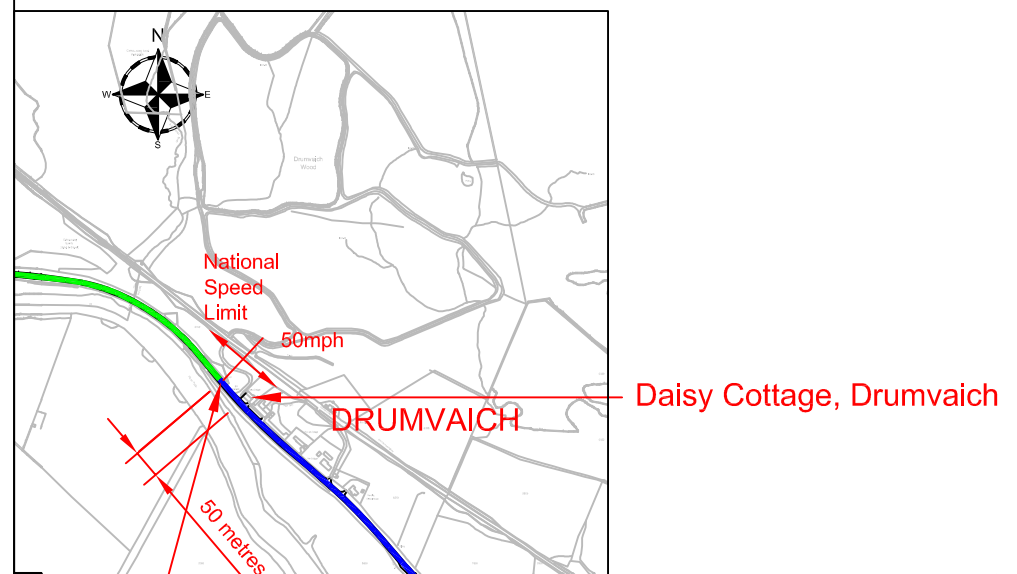 N
W
E
S
Drumvaich
Wood
National
Speed
Limit
50mph
Daisy Cottage, Drumvaich
DRUMVAICH
50 metres